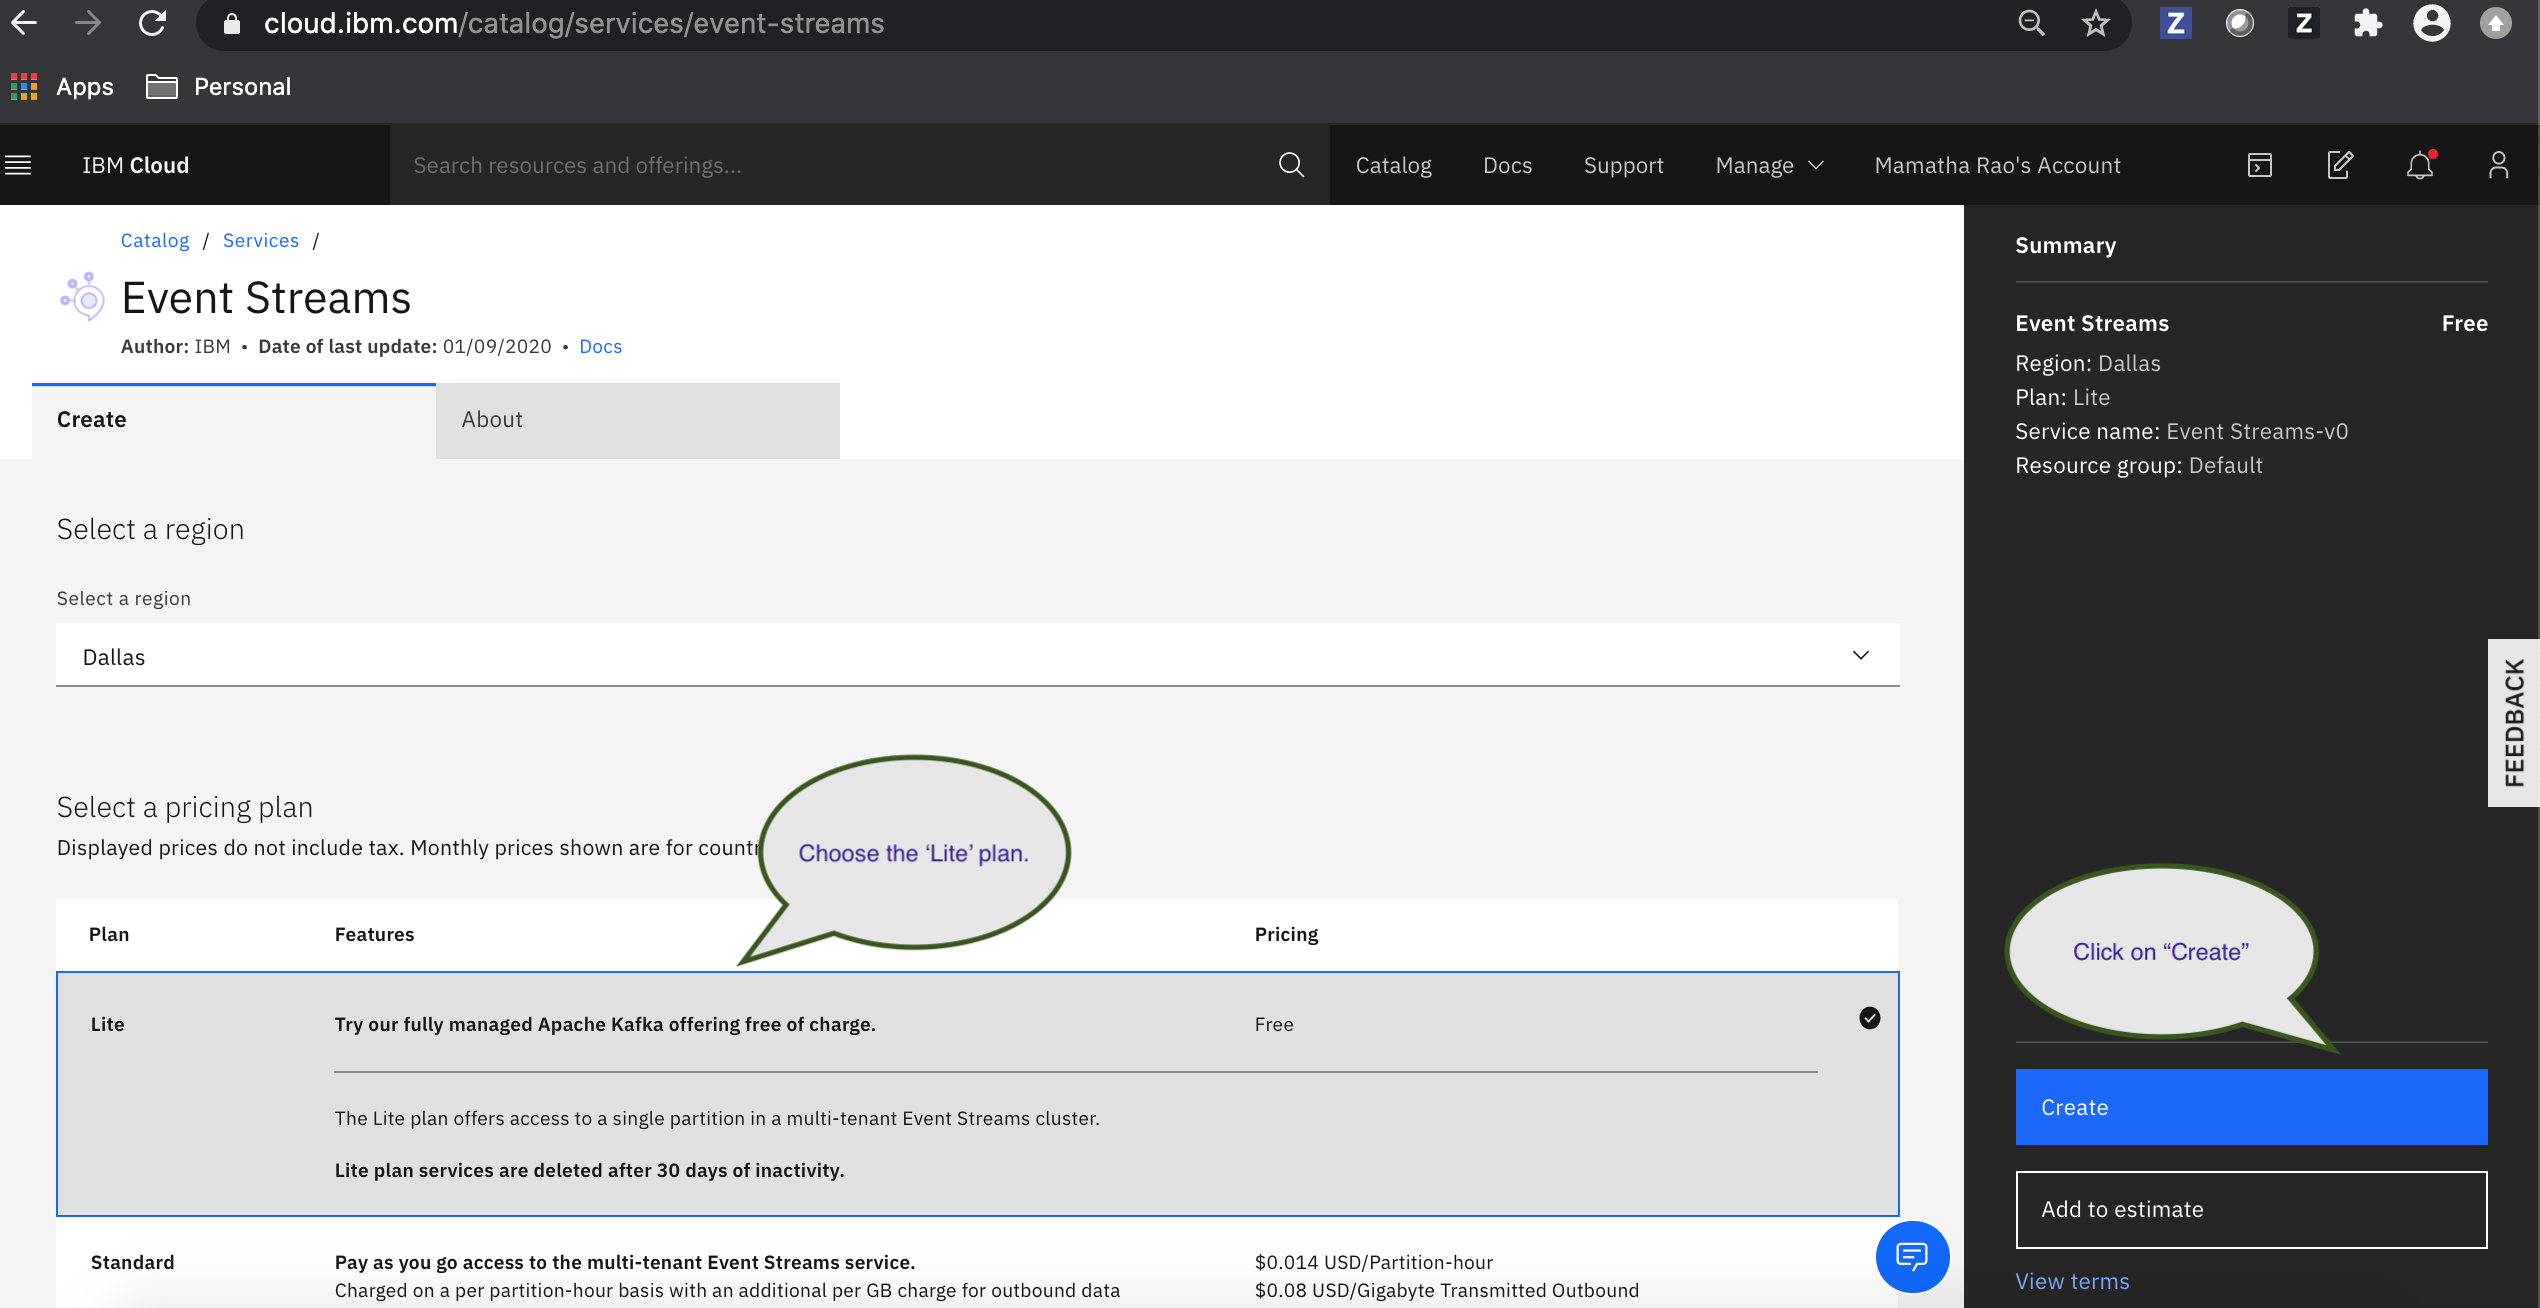 cloud.ibm.com/catalog/services/event-streams
Z
Z
Apps
Personal
IBM Cloud
Search resources and offerings...
Catalog
Docs
Support
Manage
Mamatha Rao's Account
Catalog / Services /
Event Streams
Author: IBM • Date of last update: 01/09/2020 • Docs
Create
About
Select a region
Select a region
Dallas
Select a pricing plan
Displayed prices do not include tax. Monthly prices shown are for
Choose the ‘Lite’ plan.
Plan Features Pricing
Lite Try our fully managed Apache Kafka offering free of charge. Free
The Lite plan offers access to a single partition in a multi-tenant Event Streams cluster.
Lite plan services are deleted after 30 days of inactivity.
Standard Pay as you go access to the multi-tenant Event Streams service. $0.014 USD/Partition-hour
Charged on a per partition-hour basis with an additional per GB charge for outbound data $0.08 USD/Gigabyte Transmitted Outbound
Summary
Event Streams Free
Region: Dallas
Plan: Lite
Service name: Event Streams-v0
Resource group: Default
FEEDBACK
Click on “Create”
Create
Add to estimate
View terms